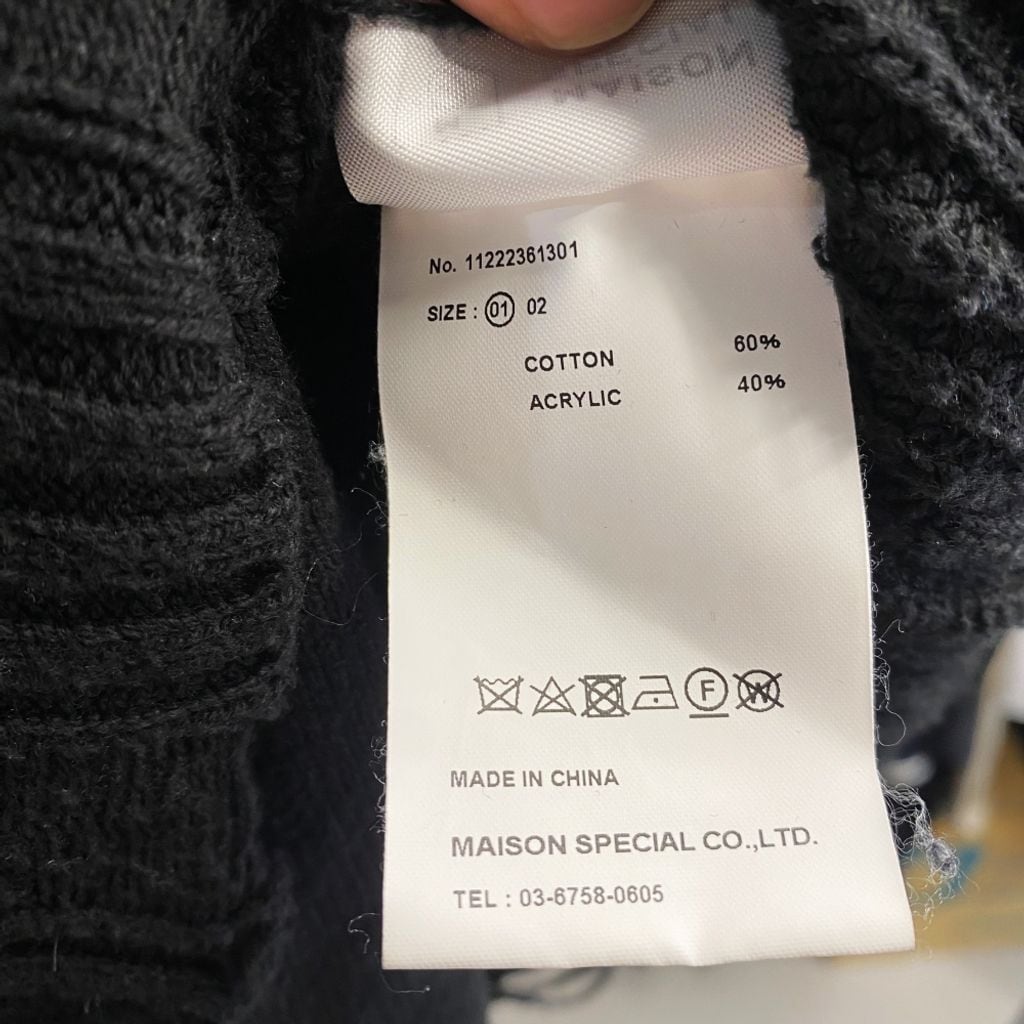 MAISON
No. 11222361301
SIZE : 01 02
COTTON 60%
ACRYLIC 40%
F W
MADE IN CHINA
MAISON SPECIAL CO.,LTD.
TEL : 03-6758-0605